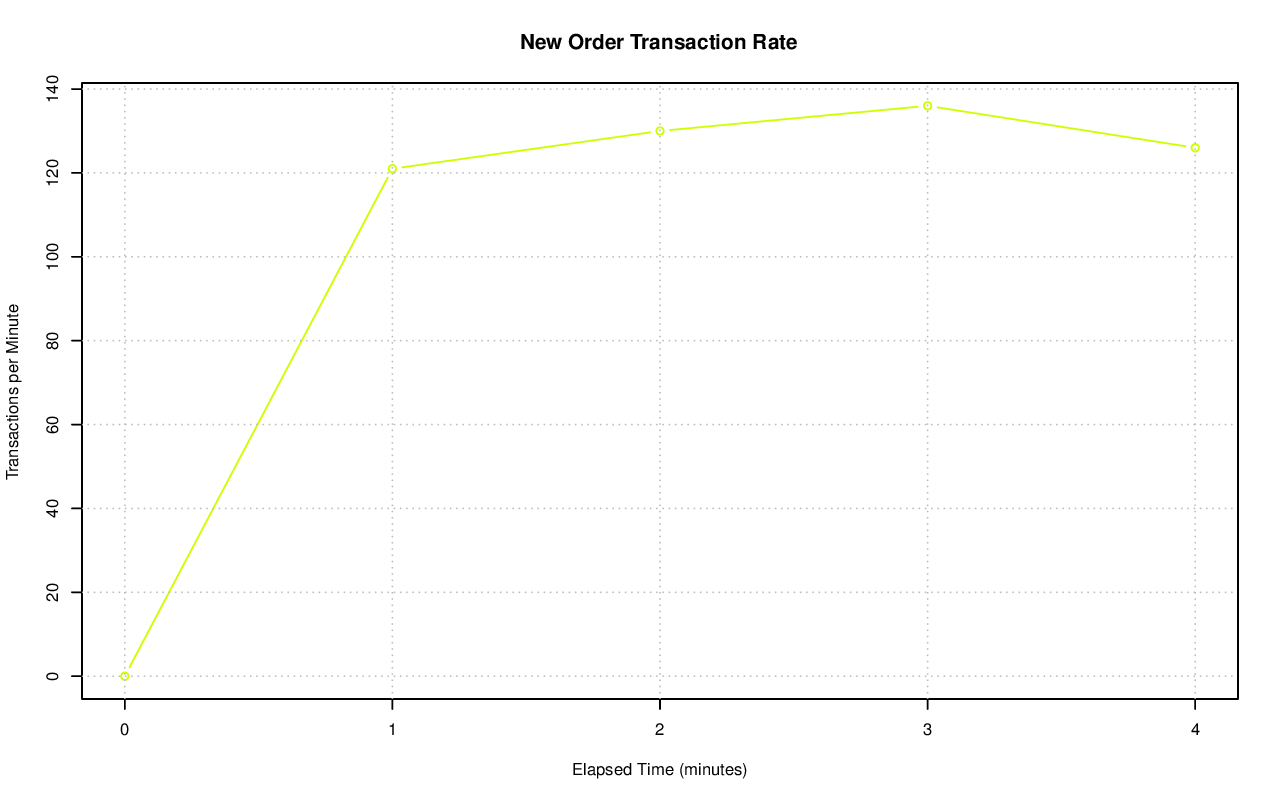 New Order Transaction Rate
Transactions per Minute
140
120
100
80
60
40
20
0
0 1 2 3 4
Elapsed Time (minutes)